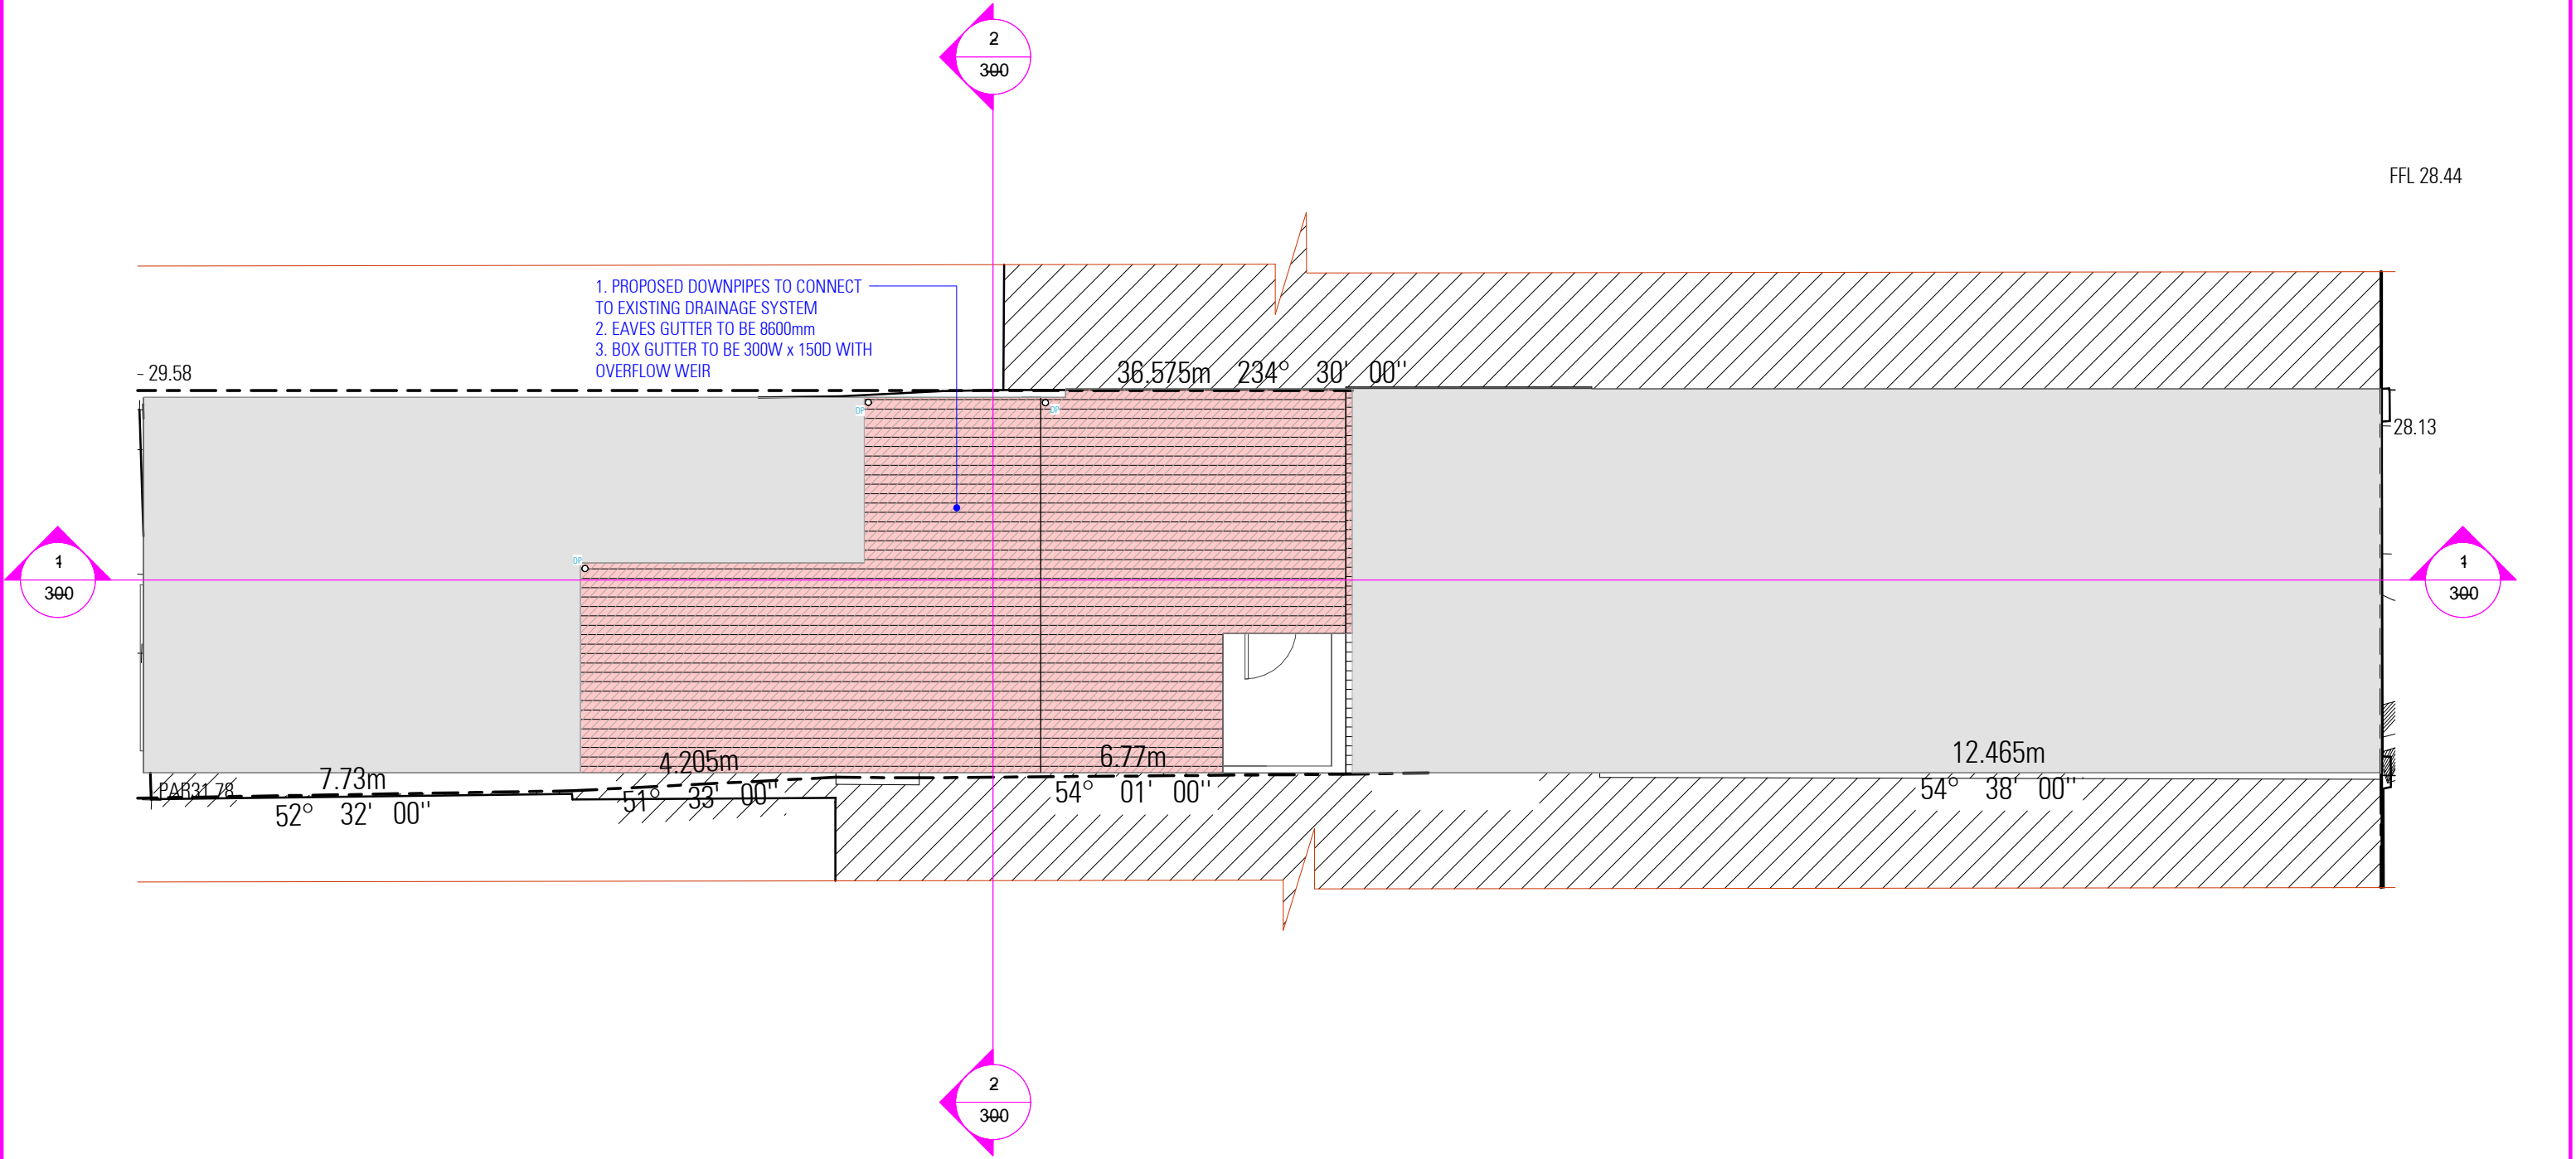 2
300
FFL 28.44
1. PROPOSED DOWNPIPES TO CONNECT
TO EXISTING DRAINAGE SYSTEM
2. EAVES GUTTER TO BE 8600mm
3. BOX GUTTER TO BE 300W x 150D WITH
OVERFLOW WEIR
29.58
36.575m 234° 30' 00"
DP
DP
28.13
DP
1
300
1
300
7.73m
52° 32' 00"
4.205m
51° 33' 00"
6.77m
54° 01' 00"
12.465m
54° 38' 00"
PAR31.78
2
300